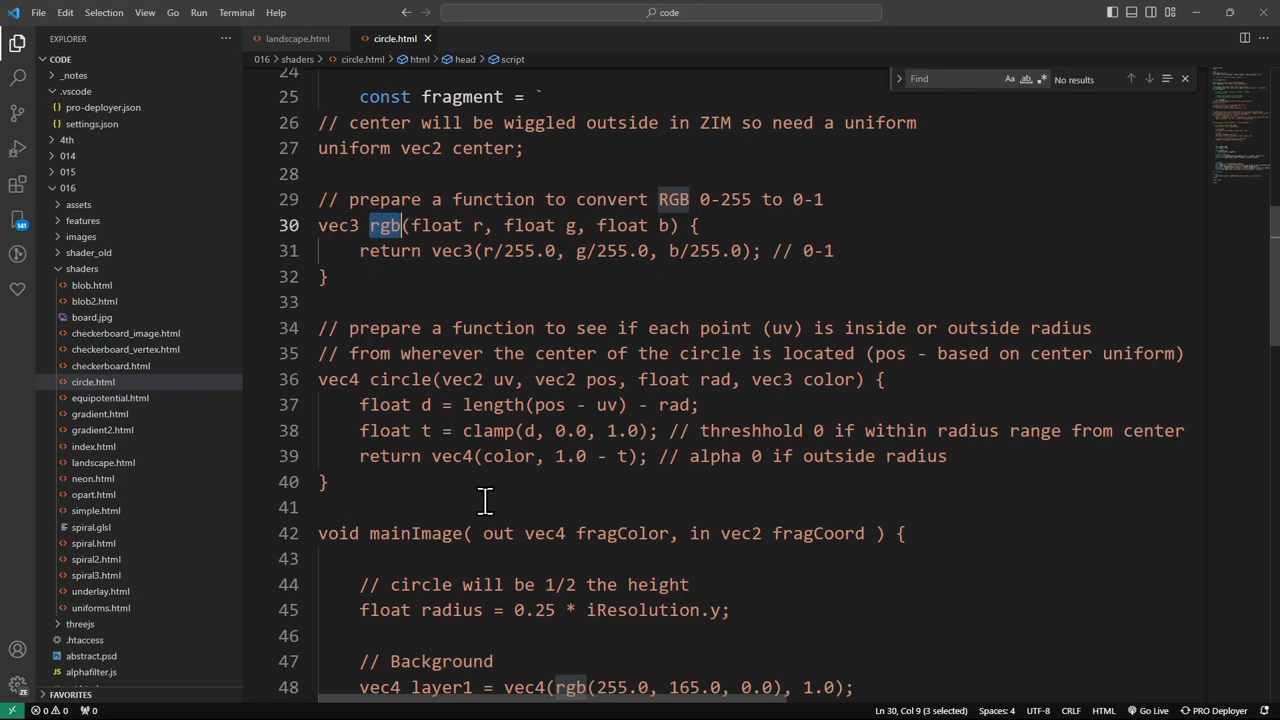 File Edit Selection View Go Run Terminal Help
code
EXPLORER
landscape.html
circle.html
CODE
016 shaders circle.html html head script
Find
Aa ab
No results
_notes
.vscode
pro-deployer.json
settings.json
4th
014
015
016
assets
features
images
shader_old
shaders
blob.html
blob2.html
board.jpg
checkerboard_image.html
checkerboard_vertex.html
checkerboard.html
circle.html
equipotential.html
gradient.html
gradient2.html
index.html
landscape.html
neon.html
opart.html
simple.html
spiral.glsl
spiral.html
spiral2.html
spiral3.html
underlay.html
uniforms.html
threejs
.htaccess
abstract.psd
alphafilter.js
FAVORITES
141
ZE
24
25 const fragment = `
26 // center will be wiggred outside in ZIM so need a uniform
27 uniform vec2 center;
28
29 // prepare a function to convert RGB 0-255 to 0-1
30 vec3 rgb(float r, float g, float b) {
31 return vec3(r/255.0, g/255.0, b/255.0); // 0-1
32 }
33
34 // prepare a function to see if each point (uv) is inside or outside radius
35 // from wherever the center of the circle is located (pos - based on center uniform)
36 vec4 circle(vec2 uv, vec2 pos, float rad, vec3 color) {
37 float d = length(pos - uv) - rad;
38 float t = clamp(d, 0.0, 1.0); // threshhold 0 if within radius range from center
39 return vec4(color, 1.0 - t); // alpha 0 if outside radius
40 }
41
42 void mainImage( out vec4 fragColor, in vec2 fragCoord ) {
43
44 // circle will be 1/2 the height
45 float radius = 0.25 * iResolution.y;
46
47 // Background
48 vec4 layer1 = vec4(rgb(255.0, 165.0, 0.0), 1.0);
0 0 0
Ln 30, Col 9 (3 selected) Spaces: 4 UTF-8 CRLF HTML Go Live PRO Deployer